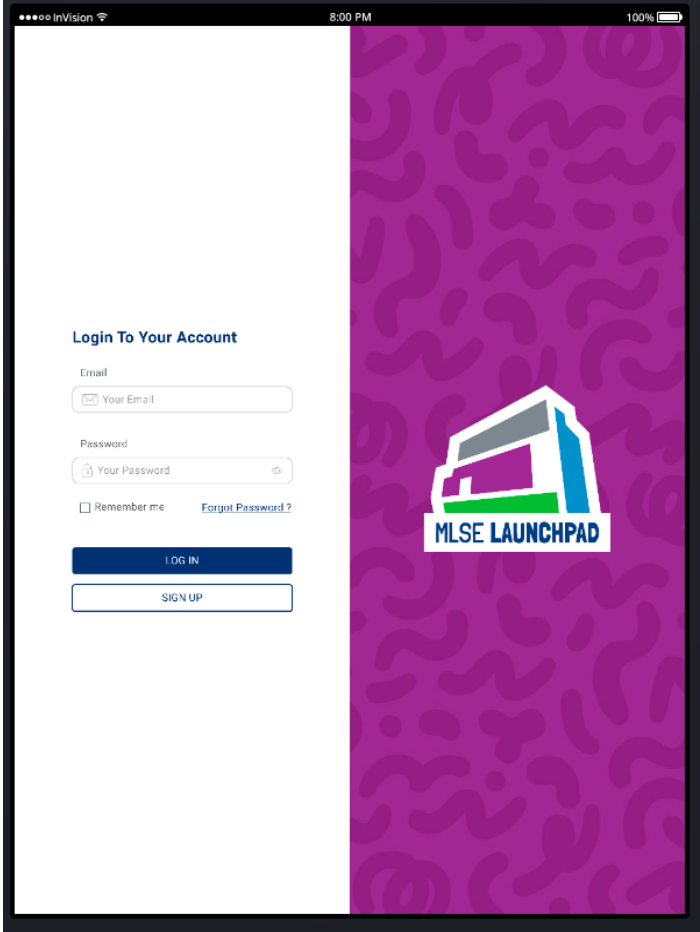 InVision
8:00 PM
100%
Login To Your Account
Email
Your Email
Password
Your Password
Remember me
Forgot Password ?
LOG IN
SIGN UP
MLSE LAUNCHPAD